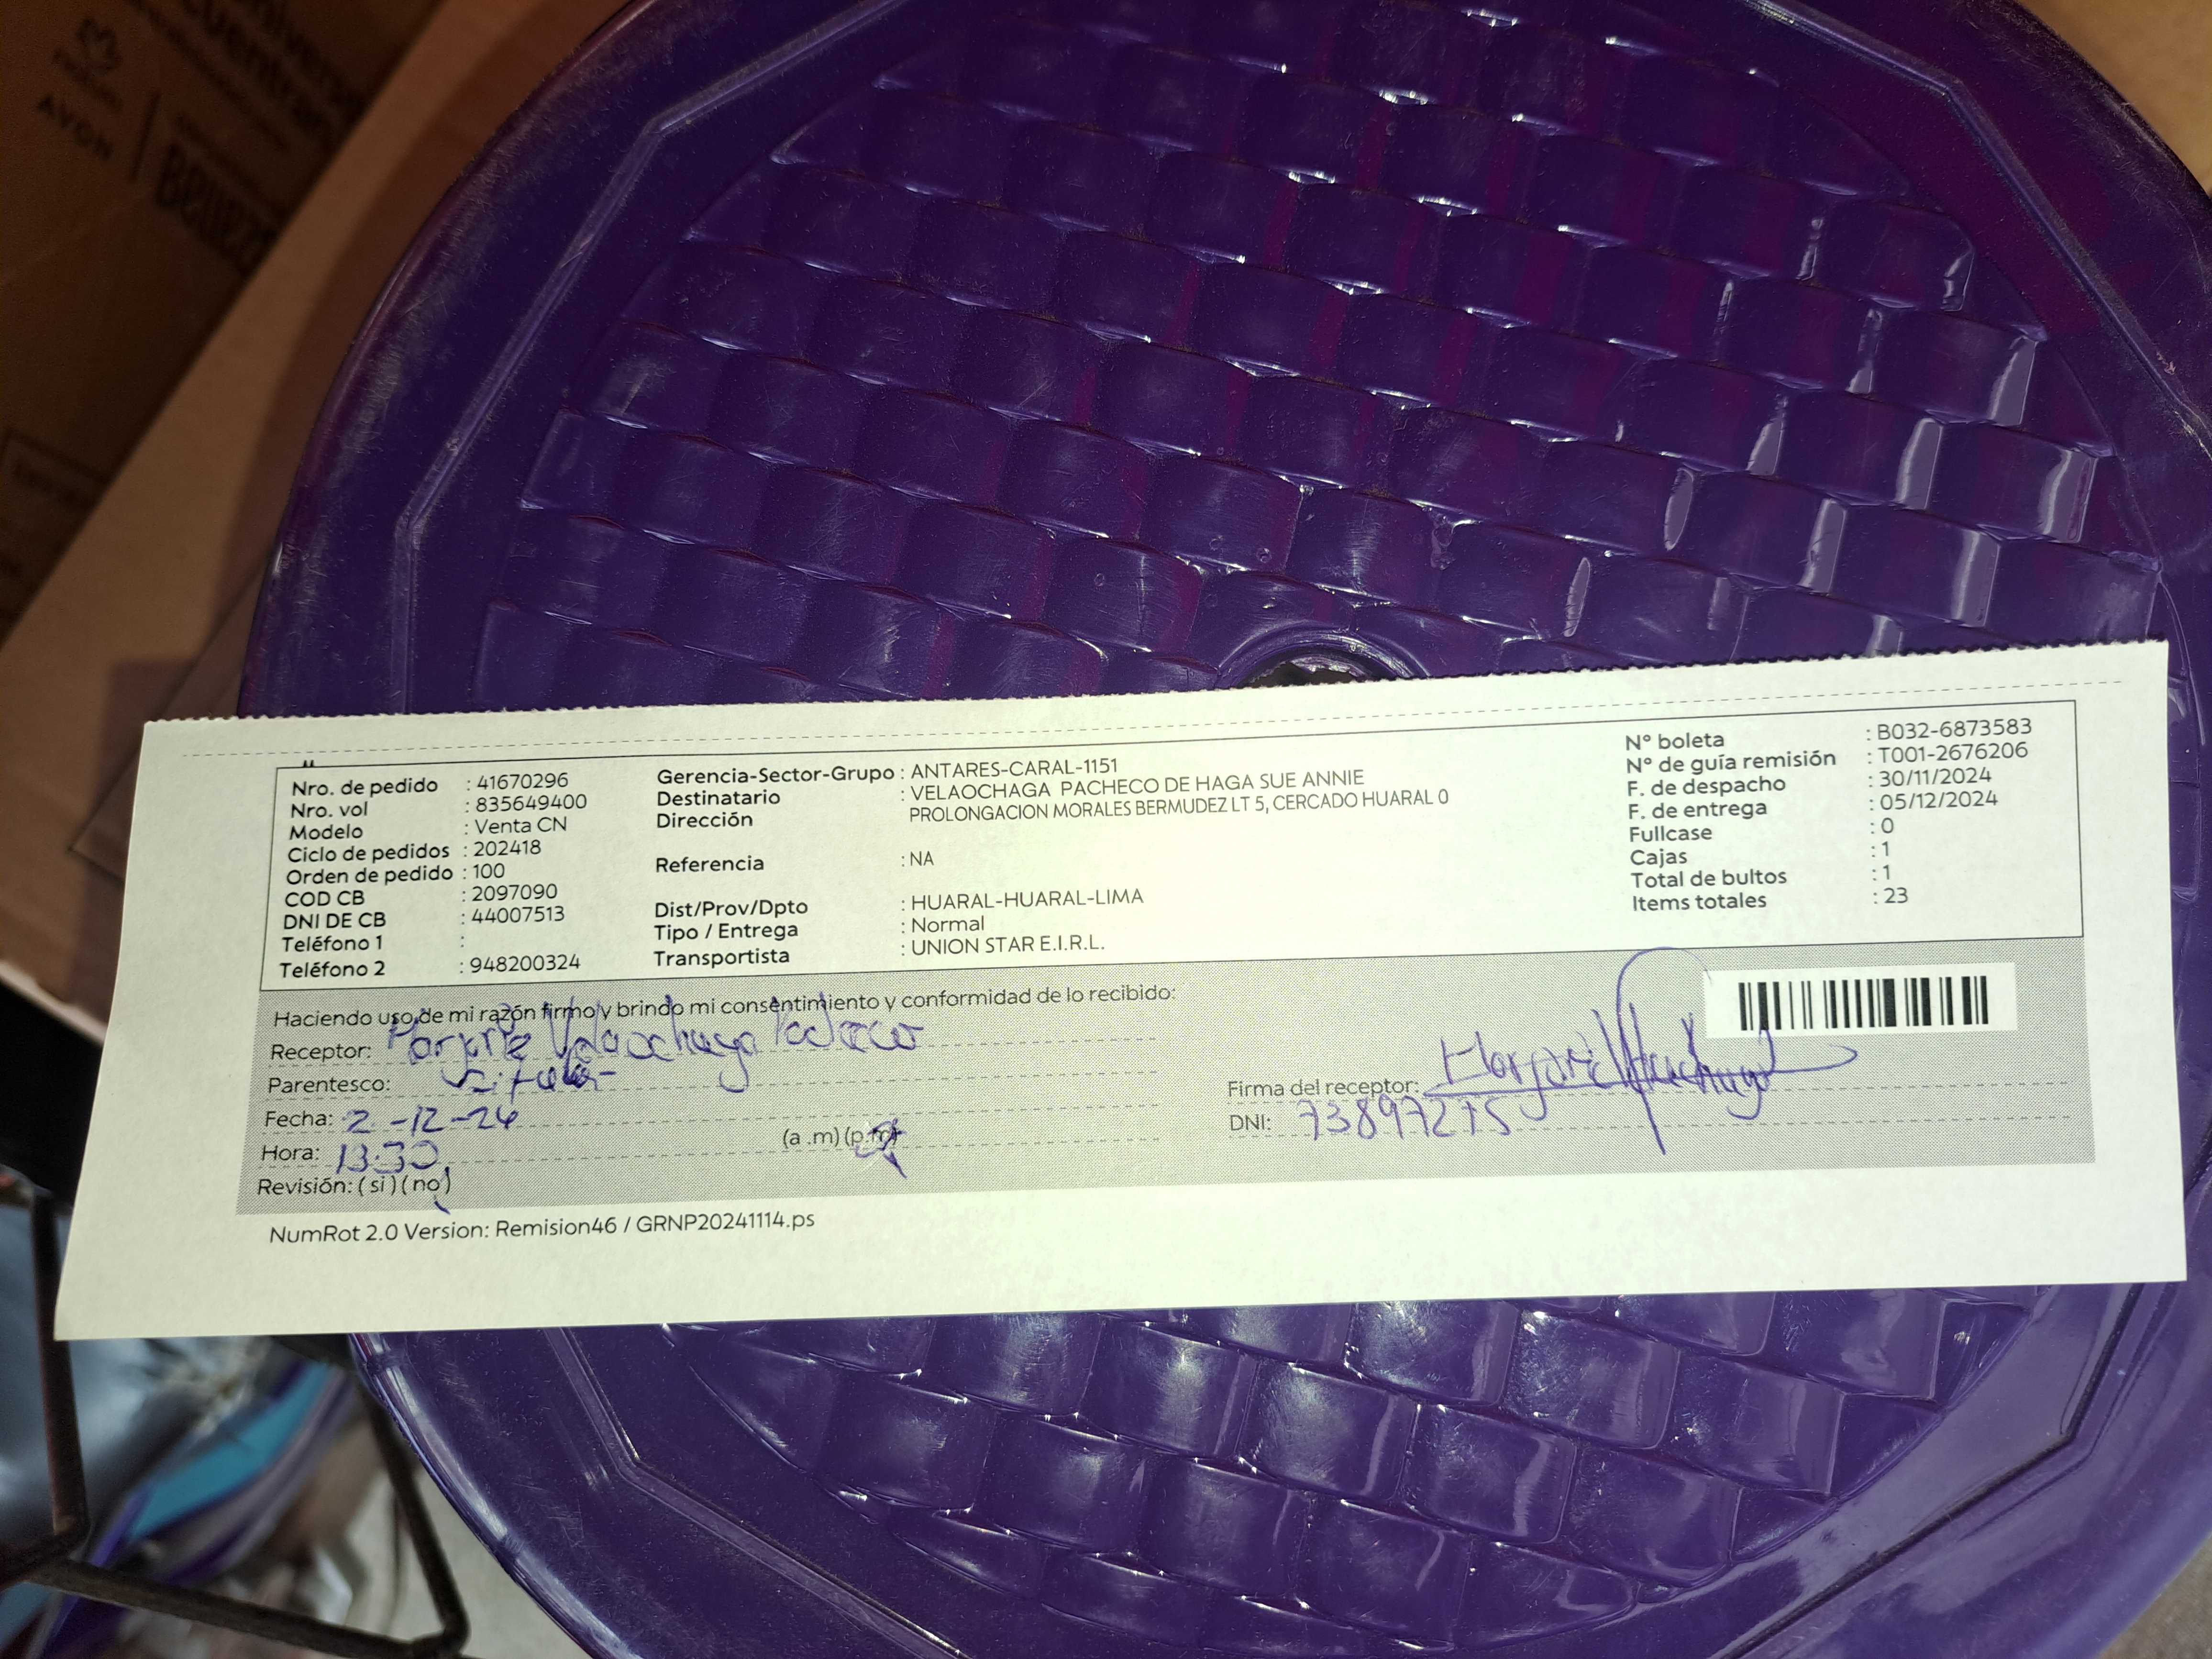 AVON
Nro. de pedido : 41670296
Nro. vol : 835649400
Modelo : Venta CN
Ciclo de pedidos : 202418
Orden de pedido : 100
COD CB : 2097090
DNI DE CB : 44007513
Teléfono 1 :
Teléfono 2 : 948200324
Gerencia-Sector-Grupo : ANTARES-CARAL-1151
Destinatario : VELAOCHAGA PACHECO DE HAGA SUE ANNIE
Dirección PROLONGACION MORALES BERMUDEZ LT 5, CERCADO HUARAL 0
Referencia : NA
Dist/Prov/Dpto : HUARAL-HUARAL-LIMA
Tipo / Entrega : Normal
Transportista : UNION STAR E.I.R.L.
N° boleta : B032-6873583
N° de guía remisión : T001-2676206
F. de despacho : 30/11/2024
F. de entrega : 05/12/2024
Fullcase : 0
Cajas : 1
Total de bultos : 1
Items totales : 23
Haciendo uso de mi razón firmo y brindo mi consentimiento y conformidad de lo recibido:
Receptor: Velaochaga Pacheco
Parentesco:
Fecha: 2-12-24
Hora: 13:30 (a .m) (p.m)
Revisión: ( si ) ( no )
Firma del receptor: Velaochaga
DNI: 73897275
NumRot 2.0 Version: Remision46 / GRNP20241114.ps